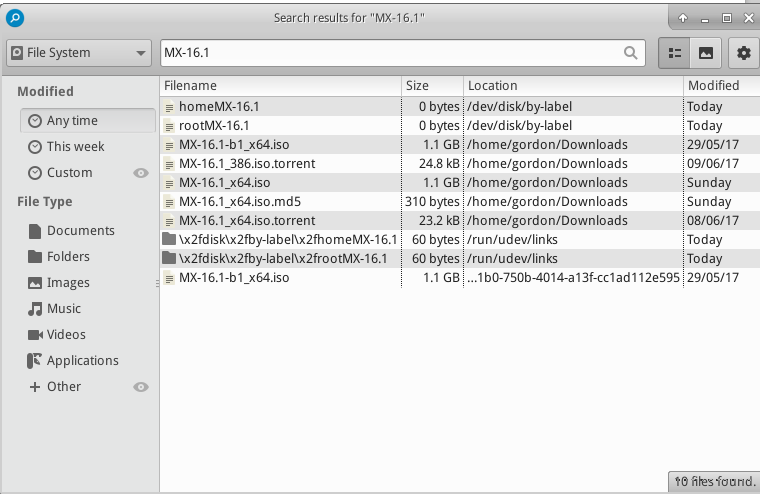 Search results for "MX-16.1"
File System
MX-16.1
Modified
Any time
This week
Custom
File Type
Documents
Folders
Images
Music
Videos
Applications
Other
Filename Size Location Modified
homeMX-16.1 0 bytes /dev/disk/by-label Today
rootMX-16.1 0 bytes /dev/disk/by-label Today
MX-16.1-b1_x64.iso 1.1 GB /home/gordon/Downloads 29/05/17
MX-16.1_386.iso.torrent 24.8 kB /home/gordon/Downloads 09/06/17
MX-16.1_x64.iso 1.1 GB /home/gordon/Downloads Sunday
MX-16.1_x64.iso.md5 310 bytes /home/gordon/Downloads Sunday
MX-16.1_x64.iso.torrent 23.2 kB /home/gordon/Downloads 08/06/17
\x2fdisk\x2fby-label\x2fhomeMX-16.1 60 bytes /run/udev/links Today
\x2fdisk\x2fby-label\x2frootMX-16.1 60 bytes /run/udev/links Today
MX-16.1-b1_x64.iso 1.1 GB ...1b0-750b-4014-a13f-cc1ad112e595 29/05/17
10 files found.